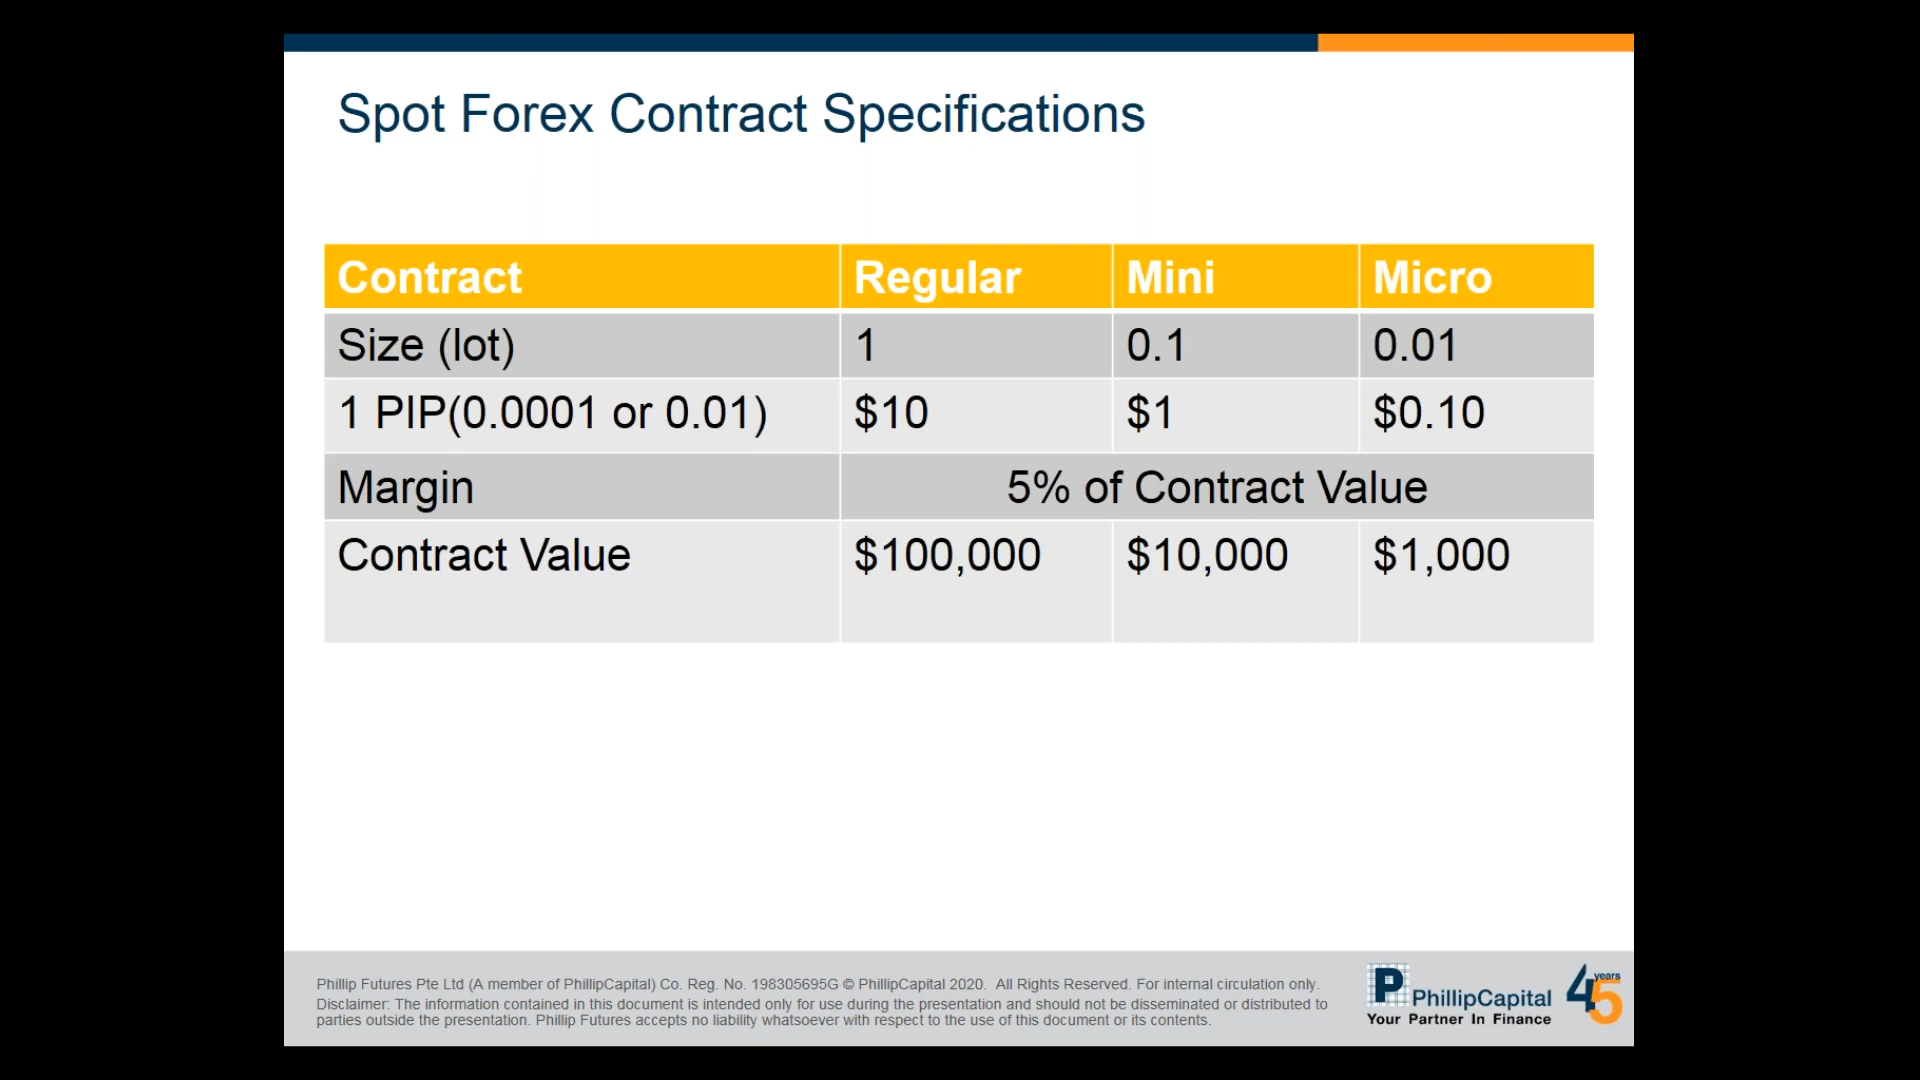 Spot Forex Contract Specifications
Contract Regular Mini Micro
Size (lot) 1 0.1 0.01
1 PIP(0.0001 or 0.01) $10 $1 $0.10
Margin 5% of Contract Value
Contract Value $100,000 $10,000 $1,000
Phillip Futures Pte Ltd (A member of PhillipCapital) Co. Reg. No. 198305695G © PhillipCapital 2020. All Rights Reserved. For internal circulation only.
Disclaimer: The information contained in this document is intended only for use during the presentation and should not be disseminated or distributed to
parties outside the presentation. Phillip Futures accepts no liability whatsoever with respect to the use of this document or its contents.
P PhillipCapital
Your Partner In Finance
45 years